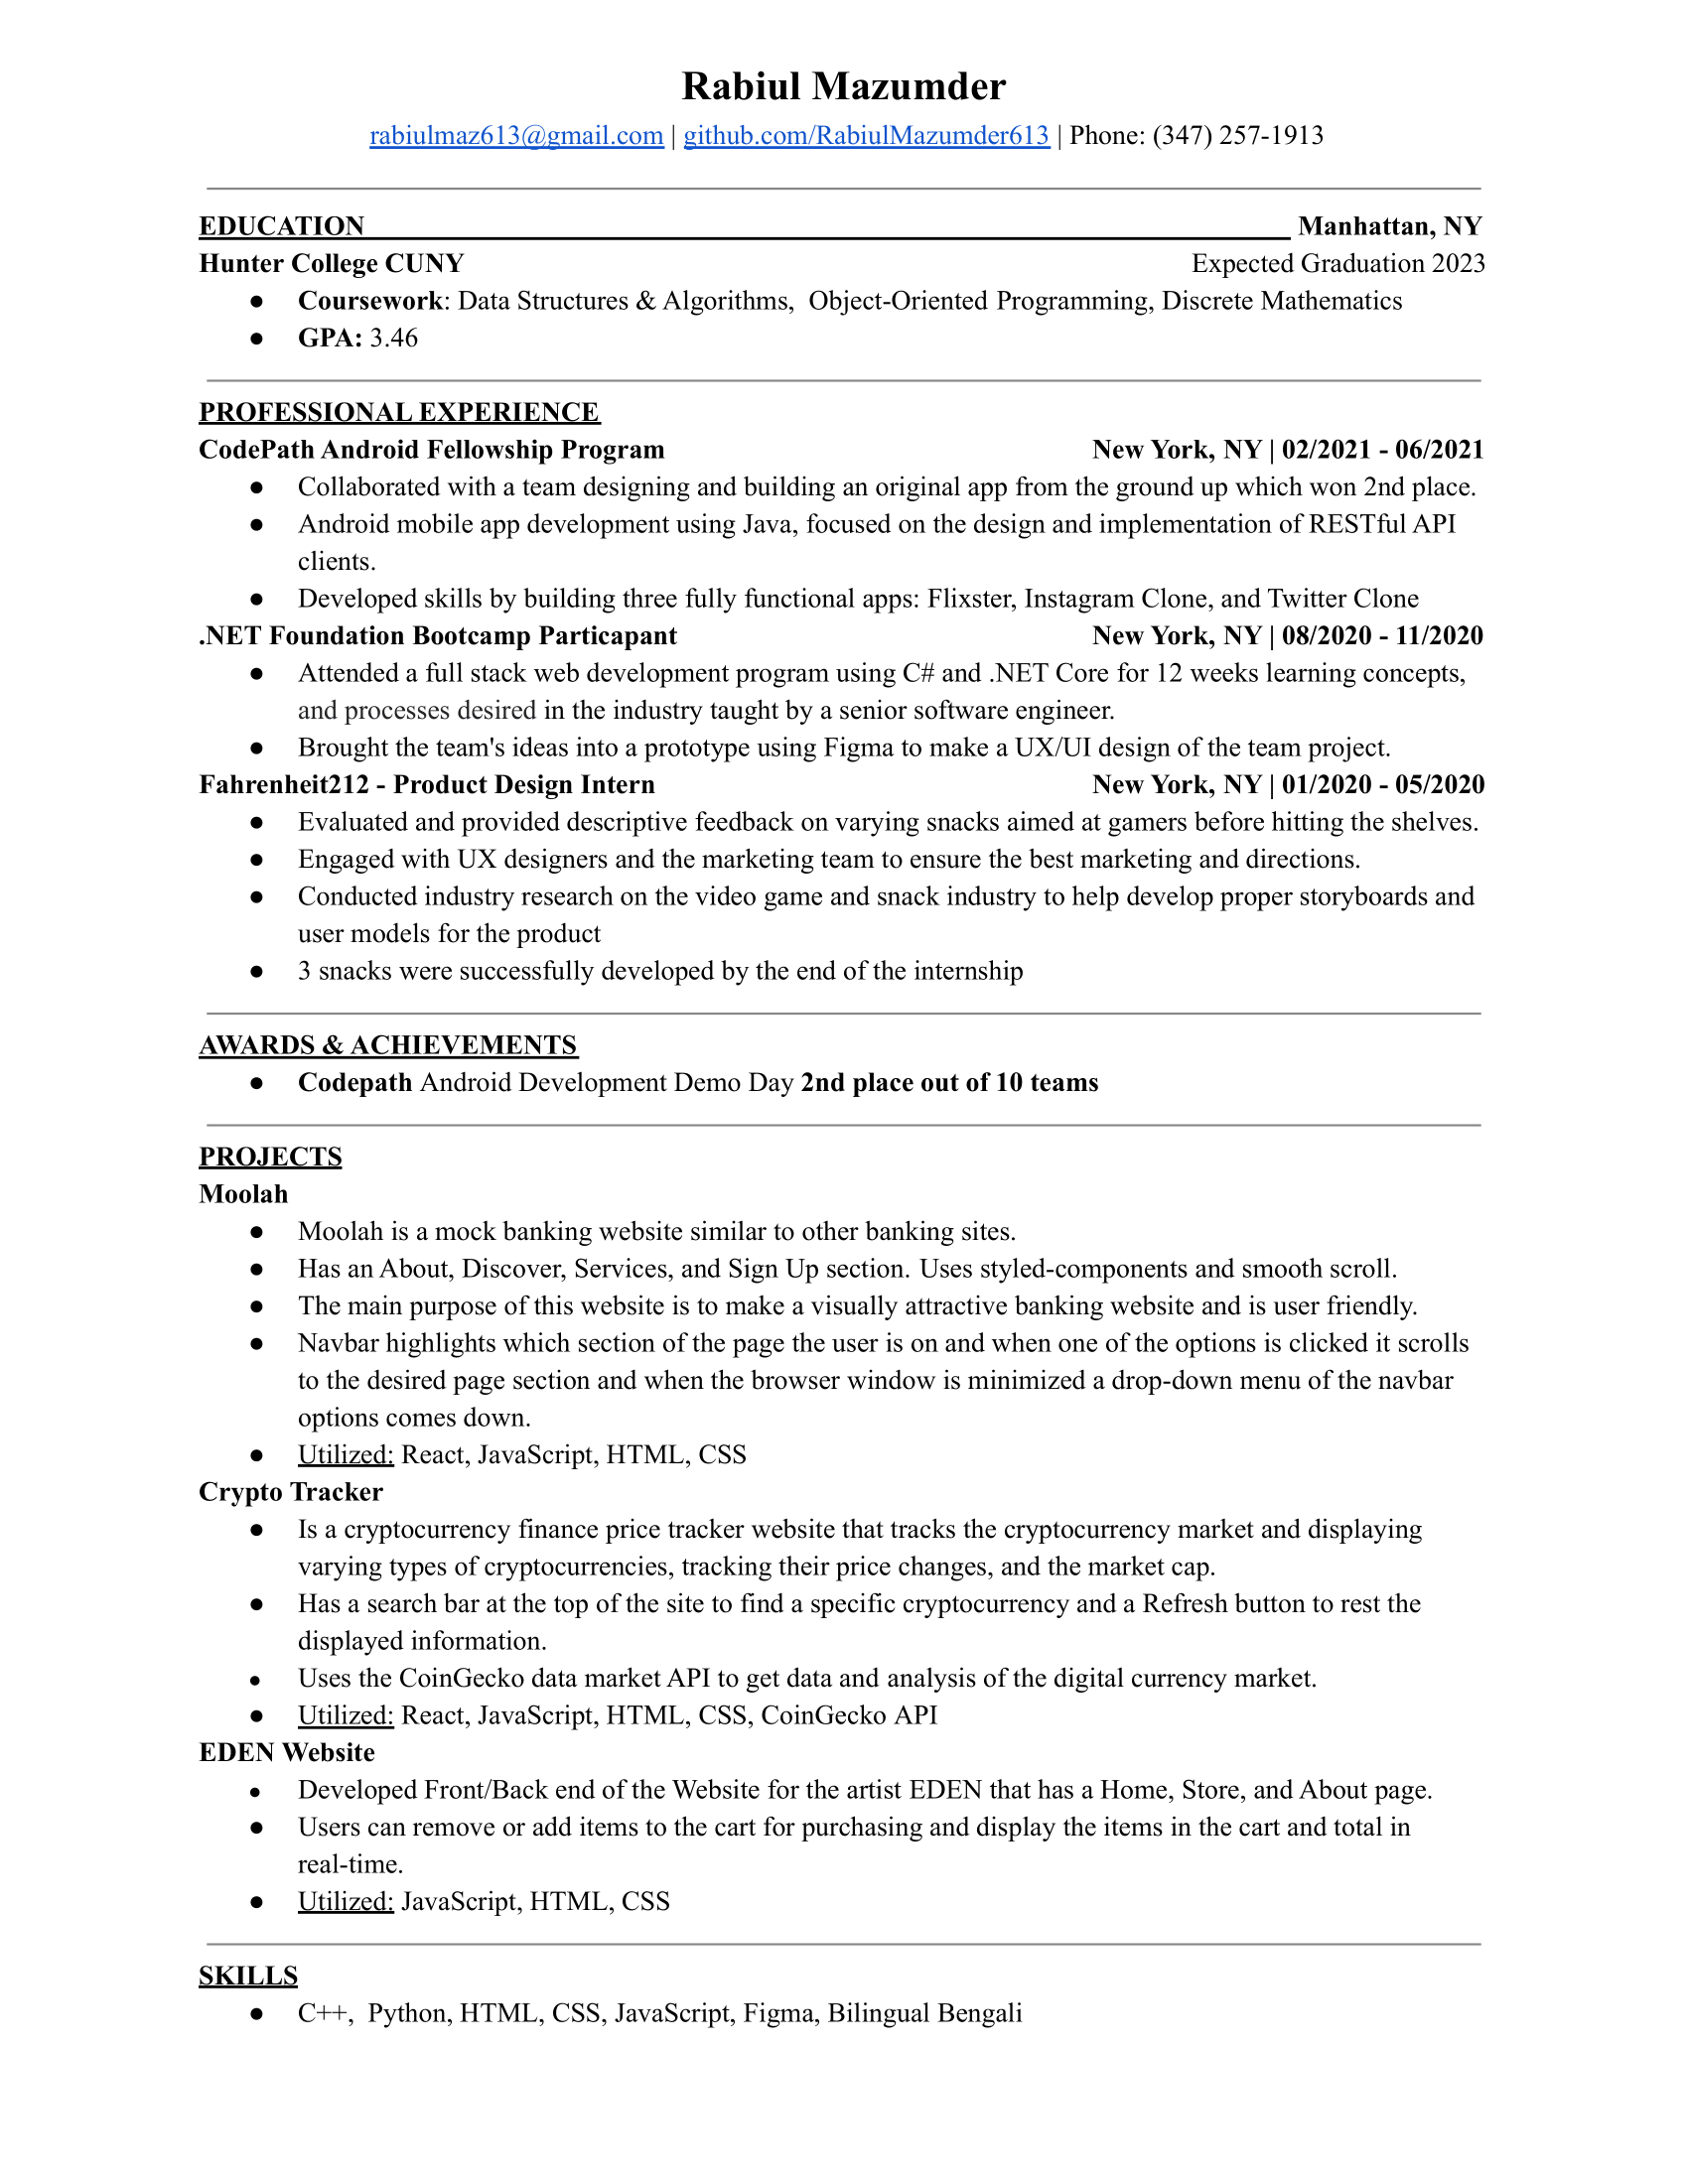 Rabiul Mazumder
rabiulmaz613@gmail.com | github.com/RabiulMazumder613 | Phone: (347) 257-1913
EDUCATION Manhattan, NY
Hunter College CUNY Expected Graduation 2023
● Coursework: Data Structures & Algorithms, Object-Oriented Programming, Discrete Mathematics
● GPA: 3.46
PROFESSIONAL EXPERIENCE
CodePath Android Fellowship Program New York, NY | 02/2021 - 06/2021
● Collaborated with a team designing and building an original app from the ground up which won 2nd place.
● Android mobile app development using Java, focused on the design and implementation of RESTful API
clients.
● Developed skills by building three fully functional apps: Flixster, Instagram Clone, and Twitter Clone
.NET Foundation Bootcamp Particapant New York, NY | 08/2020 - 11/2020
● Attended a full stack web development program using C# and .NET Core for 12 weeks learning concepts,
and processes desired in the industry taught by a senior software engineer.
● Brought the team's ideas into a prototype using Figma to make a UX/UI design of the team project.
Fahrenheit212 - Product Design Intern New York, NY | 01/2020 - 05/2020
● Evaluated and provided descriptive feedback on varying snacks aimed at gamers before hitting the shelves.
● Engaged with UX designers and the marketing team to ensure the best marketing and directions.
● Conducted industry research on the video game and snack industry to help develop proper storyboards and
user models for the product
● 3 snacks were successfully developed by the end of the internship
AWARDS & ACHIEVEMENTS
● Codepath Android Development Demo Day 2nd place out of 10 teams
PROJECTS
Moolah
● Moolah is a mock banking website similar to other banking sites.
● Has an About, Discover, Services, and Sign Up section. Uses styled-components and smooth scroll.
● The main purpose of this website is to make a visually attractive banking website and is user friendly.
● Navbar highlights which section of the page the user is on and when one of the options is clicked it scrolls
to the desired page section and when the browser window is minimized a drop-down menu of the navbar
options comes down.
● Utilized: React, JavaScript, HTML, CSS
Crypto Tracker
● Is a cryptocurrency finance price tracker website that tracks the cryptocurrency market and displaying
varying types of cryptocurrencies, tracking their price changes, and the market cap.
● Has a search bar at the top of the site to find a specific cryptocurrency and a Refresh button to rest the
displayed information.
● Uses the CoinGecko data market API to get data and analysis of the digital currency market.
● Utilized: React, JavaScript, HTML, CSS, CoinGecko API
EDEN Website
● Developed Front/Back end of the Website for the artist EDEN that has a Home, Store, and About page.
● Users can remove or add items to the cart for purchasing and display the items in the cart and total in
real-time.
● Utilized: JavaScript, HTML, CSS
SKILLS
● C++, Python, HTML, CSS, JavaScript, Figma, Bilingual Bengali